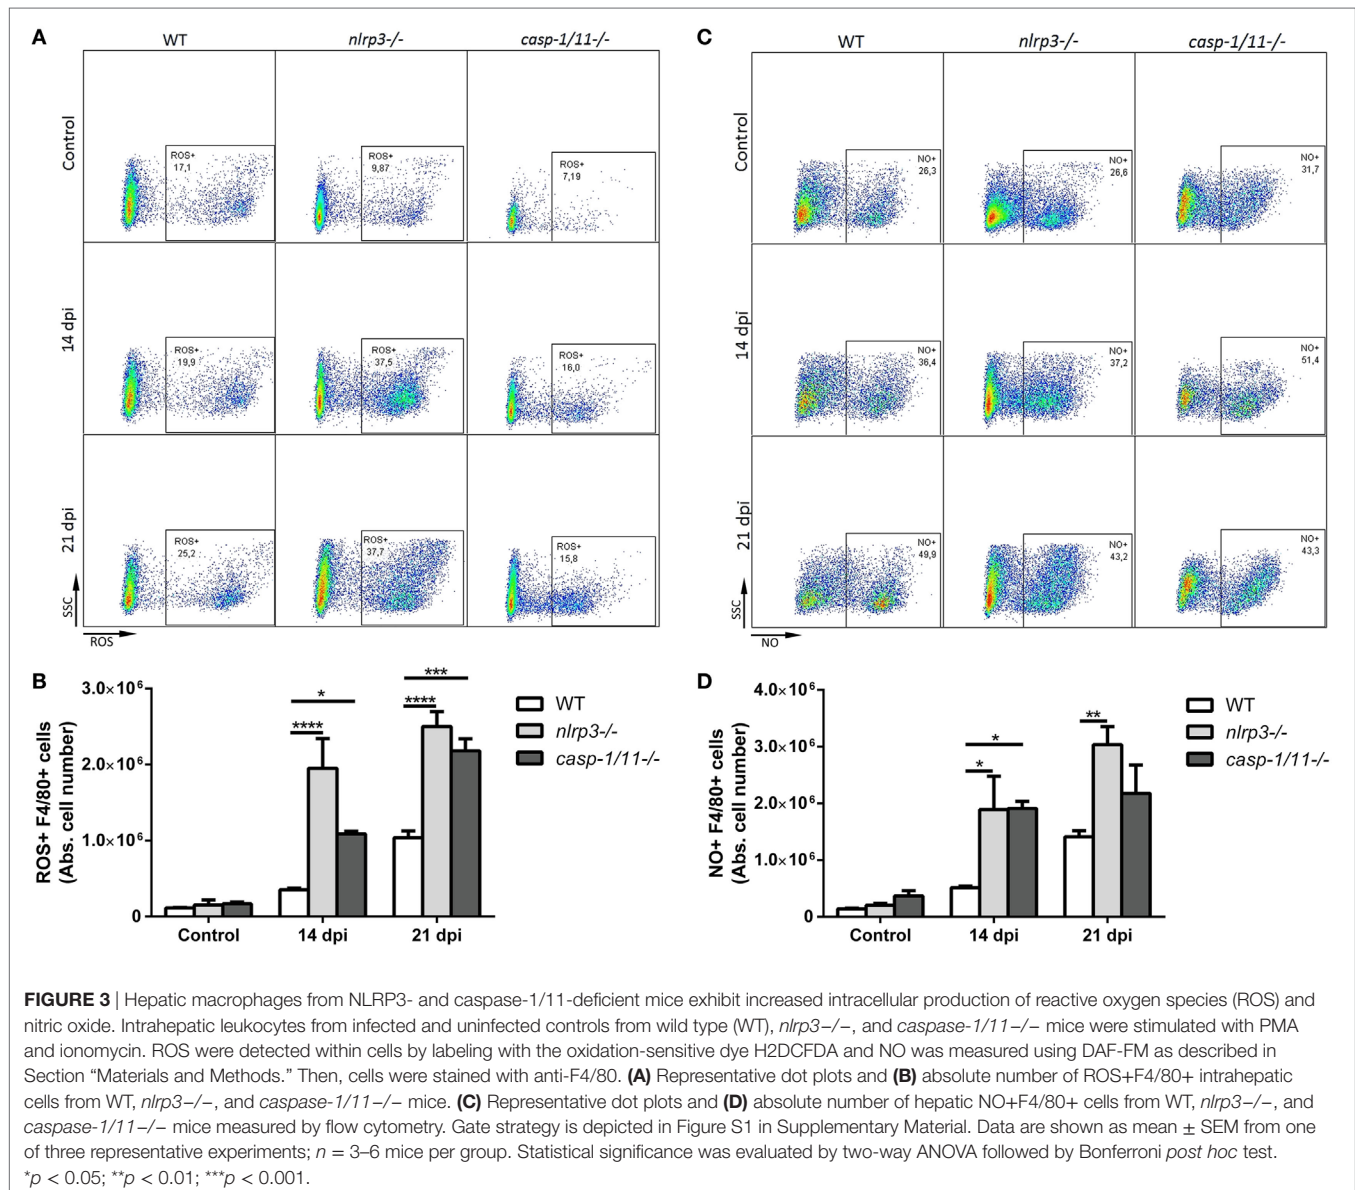 A
WT
nlrp3-/-
casp-1/11-/-
Control
ROS+
17,1
ROS+
9,87
ROS+
7,19
14 dpi
ROS+
19,9
ROS+
37,5
ROS+
16,0
21 dpi
ROS+
25,2
ROS+
37,7
ROS+
15,8
SSC
ROS
C
WT
nlrp3-/-
casp-1/11-/-
Control
NO+
26,3
NO+
26,6
NO+
31,7
14 dpi
NO+
36,4
NO+
37,2
NO+
51,4
21 dpi
NO+
49,9
NO+
43,2
NO+
43,3
SSC
NO
B
ROS+ F4/80+ cells
(Abs. cell number)
3.0×10⁶
2.0×10⁶
1.0×10⁶
0
****
*
****
***
Control
14 dpi
21 dpi
WT
nlrp3-/-
casp-1/11-/-
D
NO+ F4/80+ cells
(Abs. cell number)
4.0×10⁶
3.0×10⁶
2.0×10⁶
1.0×10⁶
0
*
*
**
Control
14 dpi
21 dpi
WT
nlrp3-/-
casp-1/11-/-
FIGURE 3 | Hepatic macrophages from NLRP3- and caspase-1/11-deficient mice exhibit increased intracellular production of reactive oxygen species (ROS) and
nitric oxide. Intrahepatic leukocytes from infected and uninfected controls from wild type (WT), nlrp3−/−, and caspase-1/11−/− mice were stimulated with PMA
and ionomycin. ROS were detected within cells by labeling with the oxidation-sensitive dye H2DCFDA and NO was measured using DAF-FM as described in
Section “Materials and Methods.” Then, cells were stained with anti-F4/80. (A) Representative dot plots and (B) absolute number of ROS+F4/80+ intrahepatic
cells from WT, nlrp3−/−, and caspase-1/11−/− mice. (C) Representative dot plots and (D) absolute number of hepatic NO+F4/80+ cells from WT, nlrp3−/−, and
caspase-1/11−/− mice measured by flow cytometry. Gate strategy is depicted in Figure S1 in Supplementary Material. Data are shown as mean ± SEM from one
of three representative experiments; n = 3–6 mice per group. Statistical significance was evaluated by two-way ANOVA followed by Bonferroni post hoc test.
*p < 0.05; **p < 0.01; ***p < 0.001.